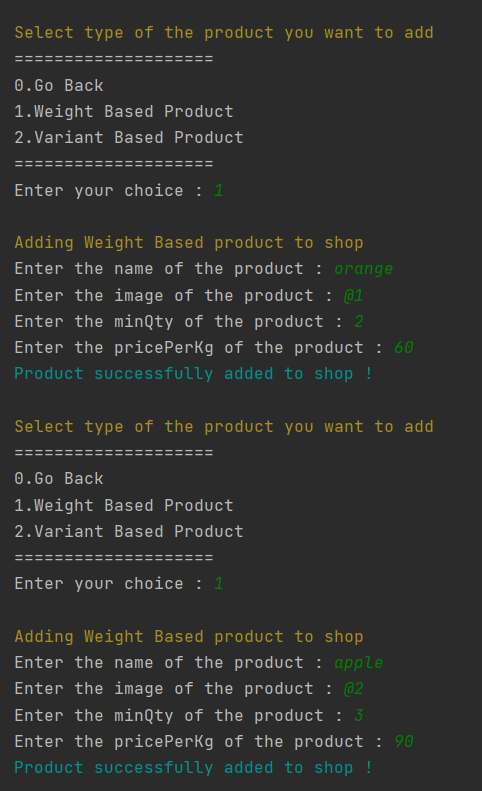 Select type of the product you want to add
====================
0.Go Back
1.Weight Based Product
2.Variant Based Product
====================
Enter your choice : 1
Adding Weight Based product to shop
Enter the name of the product : orange
Enter the image of the product : @1
Enter the minQty of the product : 2
Enter the pricePerKg of the product : 60
Product successfully added to shop !
Select type of the product you want to add
====================
0.Go Back
1.Weight Based Product
2.Variant Based Product
====================
Enter your choice : 1
Adding Weight Based product to shop
Enter the name of the product : apple
Enter the image of the product : @2
Enter the minQty of the product : 3
Enter the pricePerKg of the product : 90
Product successfully added to shop !